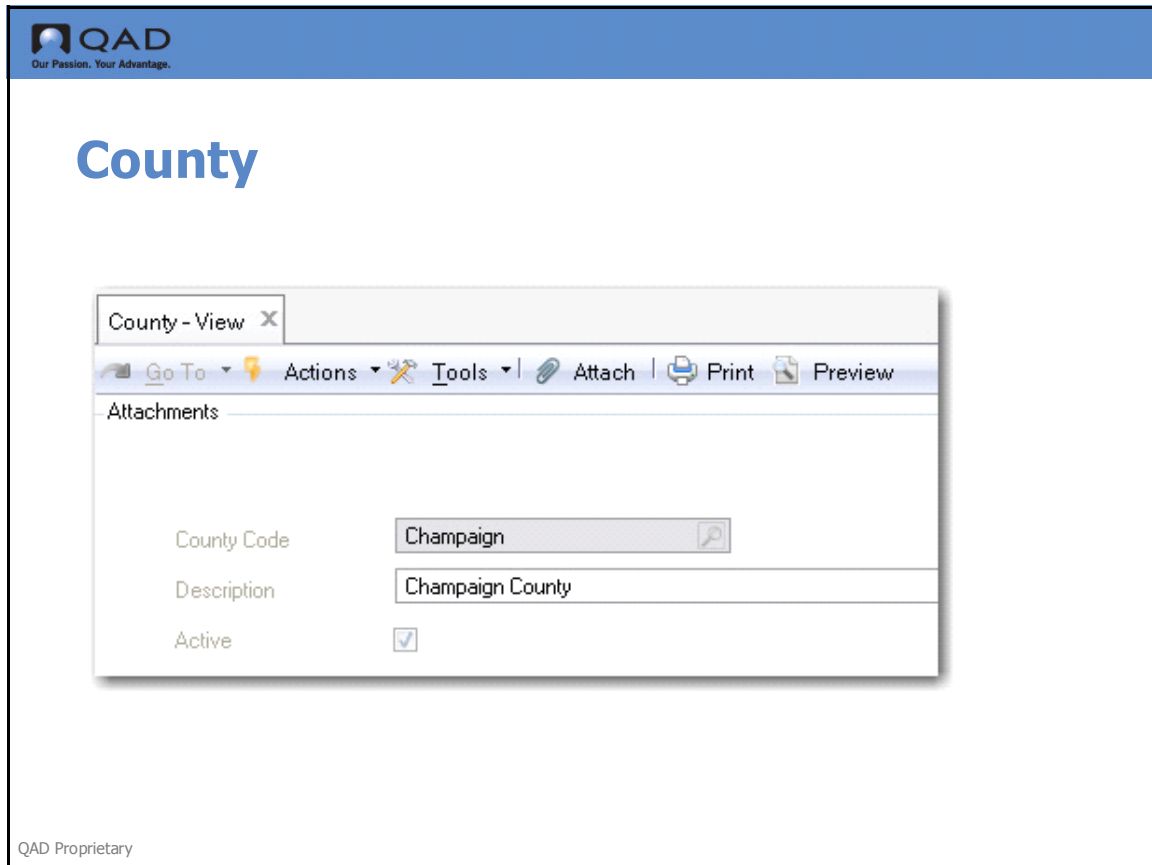 QAD
Our Passion. Your Advantage.
County
County - View
Go To Actions Tools Attach Print Preview
Attachments
County Code Champaign
Description Champaign County
Active
QAD Proprietary